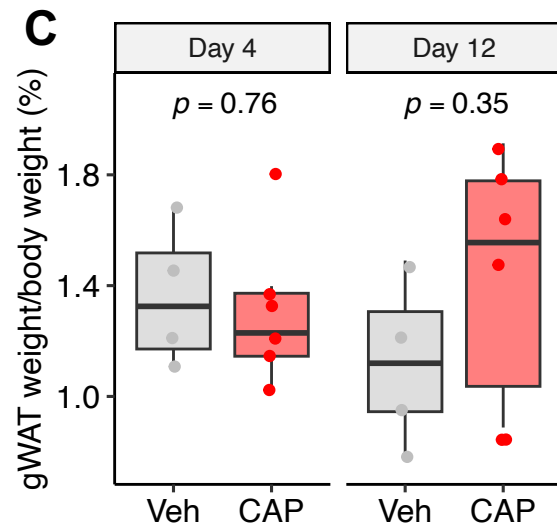 C
Day 4
Day 12
p = 0.76
p = 0.35
gWAT weight/body weight (%)
1.8
1.4
1.0
Veh
CAP
Veh
CAP